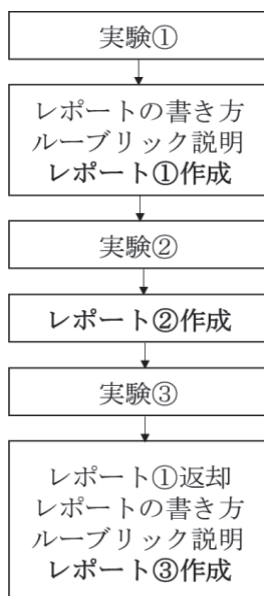 実験①
レポートの書き方
ルーブリック説明
レポート①作成
実験②
レポート②作成
実験③
レポート①返却
レポートの書き方
ルーブリック説明
レポート③作成